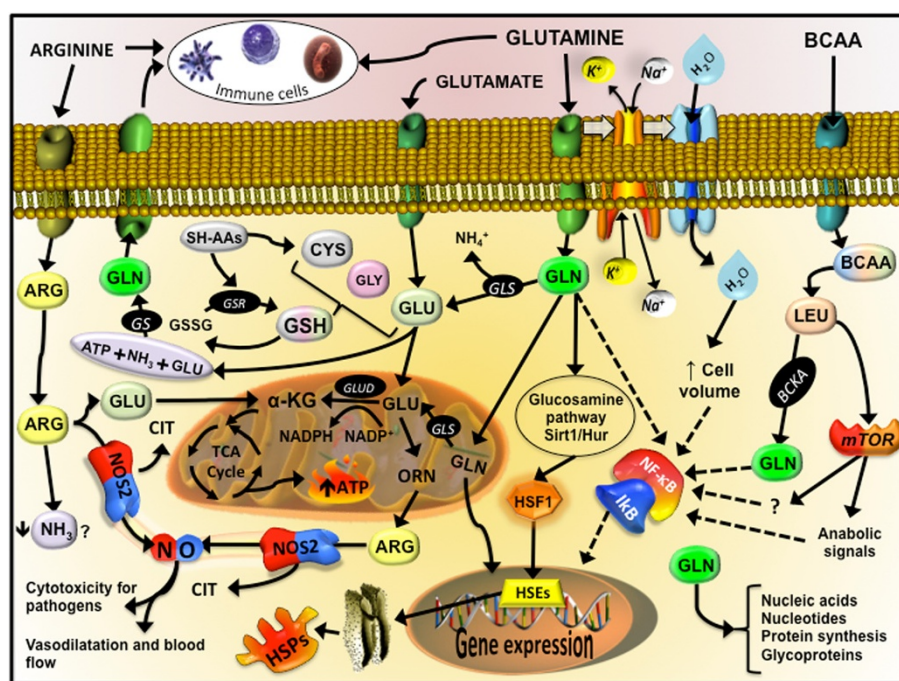 ARGININE
Immune cells
GLUTAMINE
GLUTAMATE
K⁺
Na⁺
H₂O
BCAA
SH-AAs
CYS
NH₄⁺
GLY
GLS
GLN
GLN
ARG
GSR
GS
GSSG
GSH
GLU
K⁺
Na⁺
H₂O
BCAA
LEU
ATP + NH₃ + GLU
↑ Cell
volume
BCKA
GLU
α-KG
GLUD
GLU
GLS
Glucosamine
pathway
Sirt1/Hur
ARG
CIT
NADPH
NADP⁺
mTOR
TCA
Cycle
GLN
NF-κB
GLN
NOS2
ATP
ORN
HSF1
IkB
?
NH₃ ?
Anabolic
signals
NO
NOS2
ARG
GLN
CIT
Cytotoxicity for
pathogens
HSEs
Nucleic acids
Nucleotides
Protein synthesis
Glycoproteins
Vasodilatation and blood
flow
HSPs
Gene expression